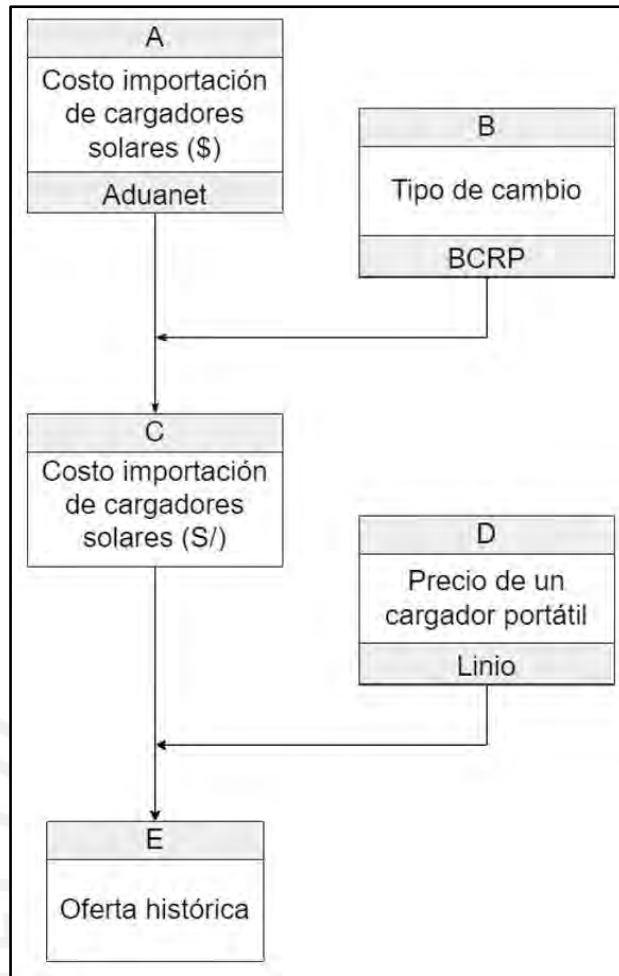 A
Costo importación
de cargadores
solares ($)
Aduanet
B
Tipo de cambio
BCRP
C
Costo importación
de cargadores
solares (S/)
D
Precio de un
cargador portátil
Linio
E
Oferta histórica